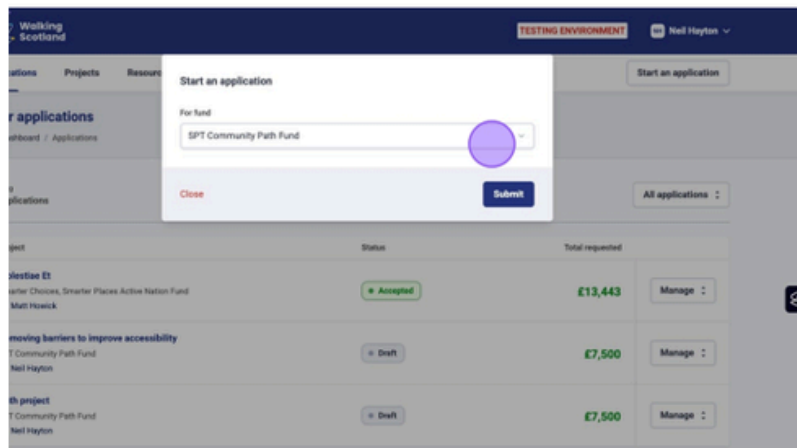 Walking
Scotland
TESTING ENVIRONMENT
Neil Hayton
Projects
Start an application
Start an application
For fund
SPT Community Path Fund
Close
Submit
r applications
/ Applications
All applications
Status
Total requested
arter Choices, Smarter Places Active Nation Fund
Matt Howick
Accepted
£13,443
Manage
moving barriers to improve accessibility
T Community Path Fund
Neil Hayton
Draft
£7,500
Manage
th project
T Community Path Fund
Neil Hayton
Draft
£7,500
Manage